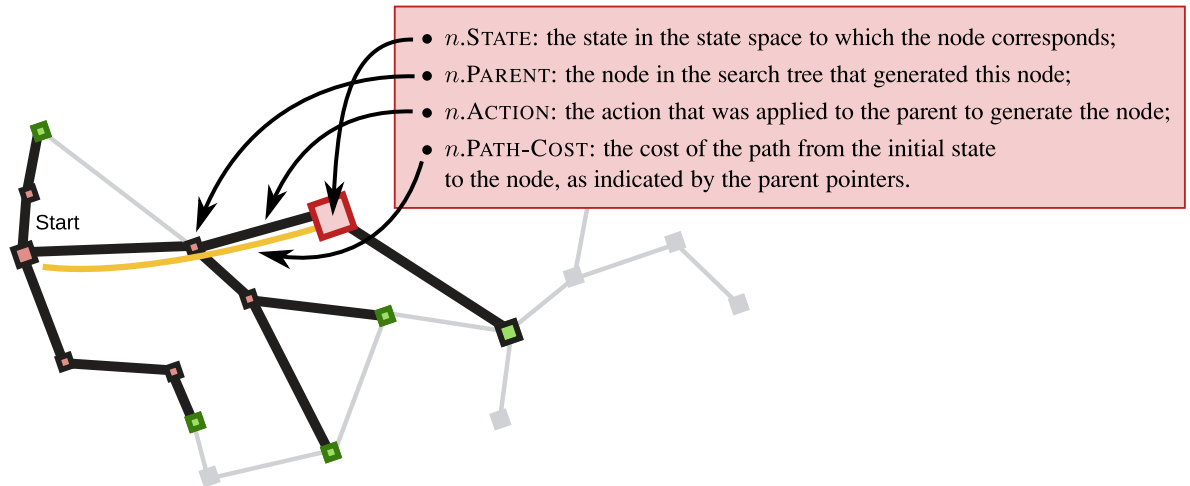 • n.STATE: the state in the state space to which the node corresponds;
• n.PARENT: the node in the search tree that generated this node;
• n.ACTION: the action that was applied to the parent to generate the node;
• n.PATH-COST: the cost of the path from the initial state
to the node, as indicated by the parent pointers.
Start